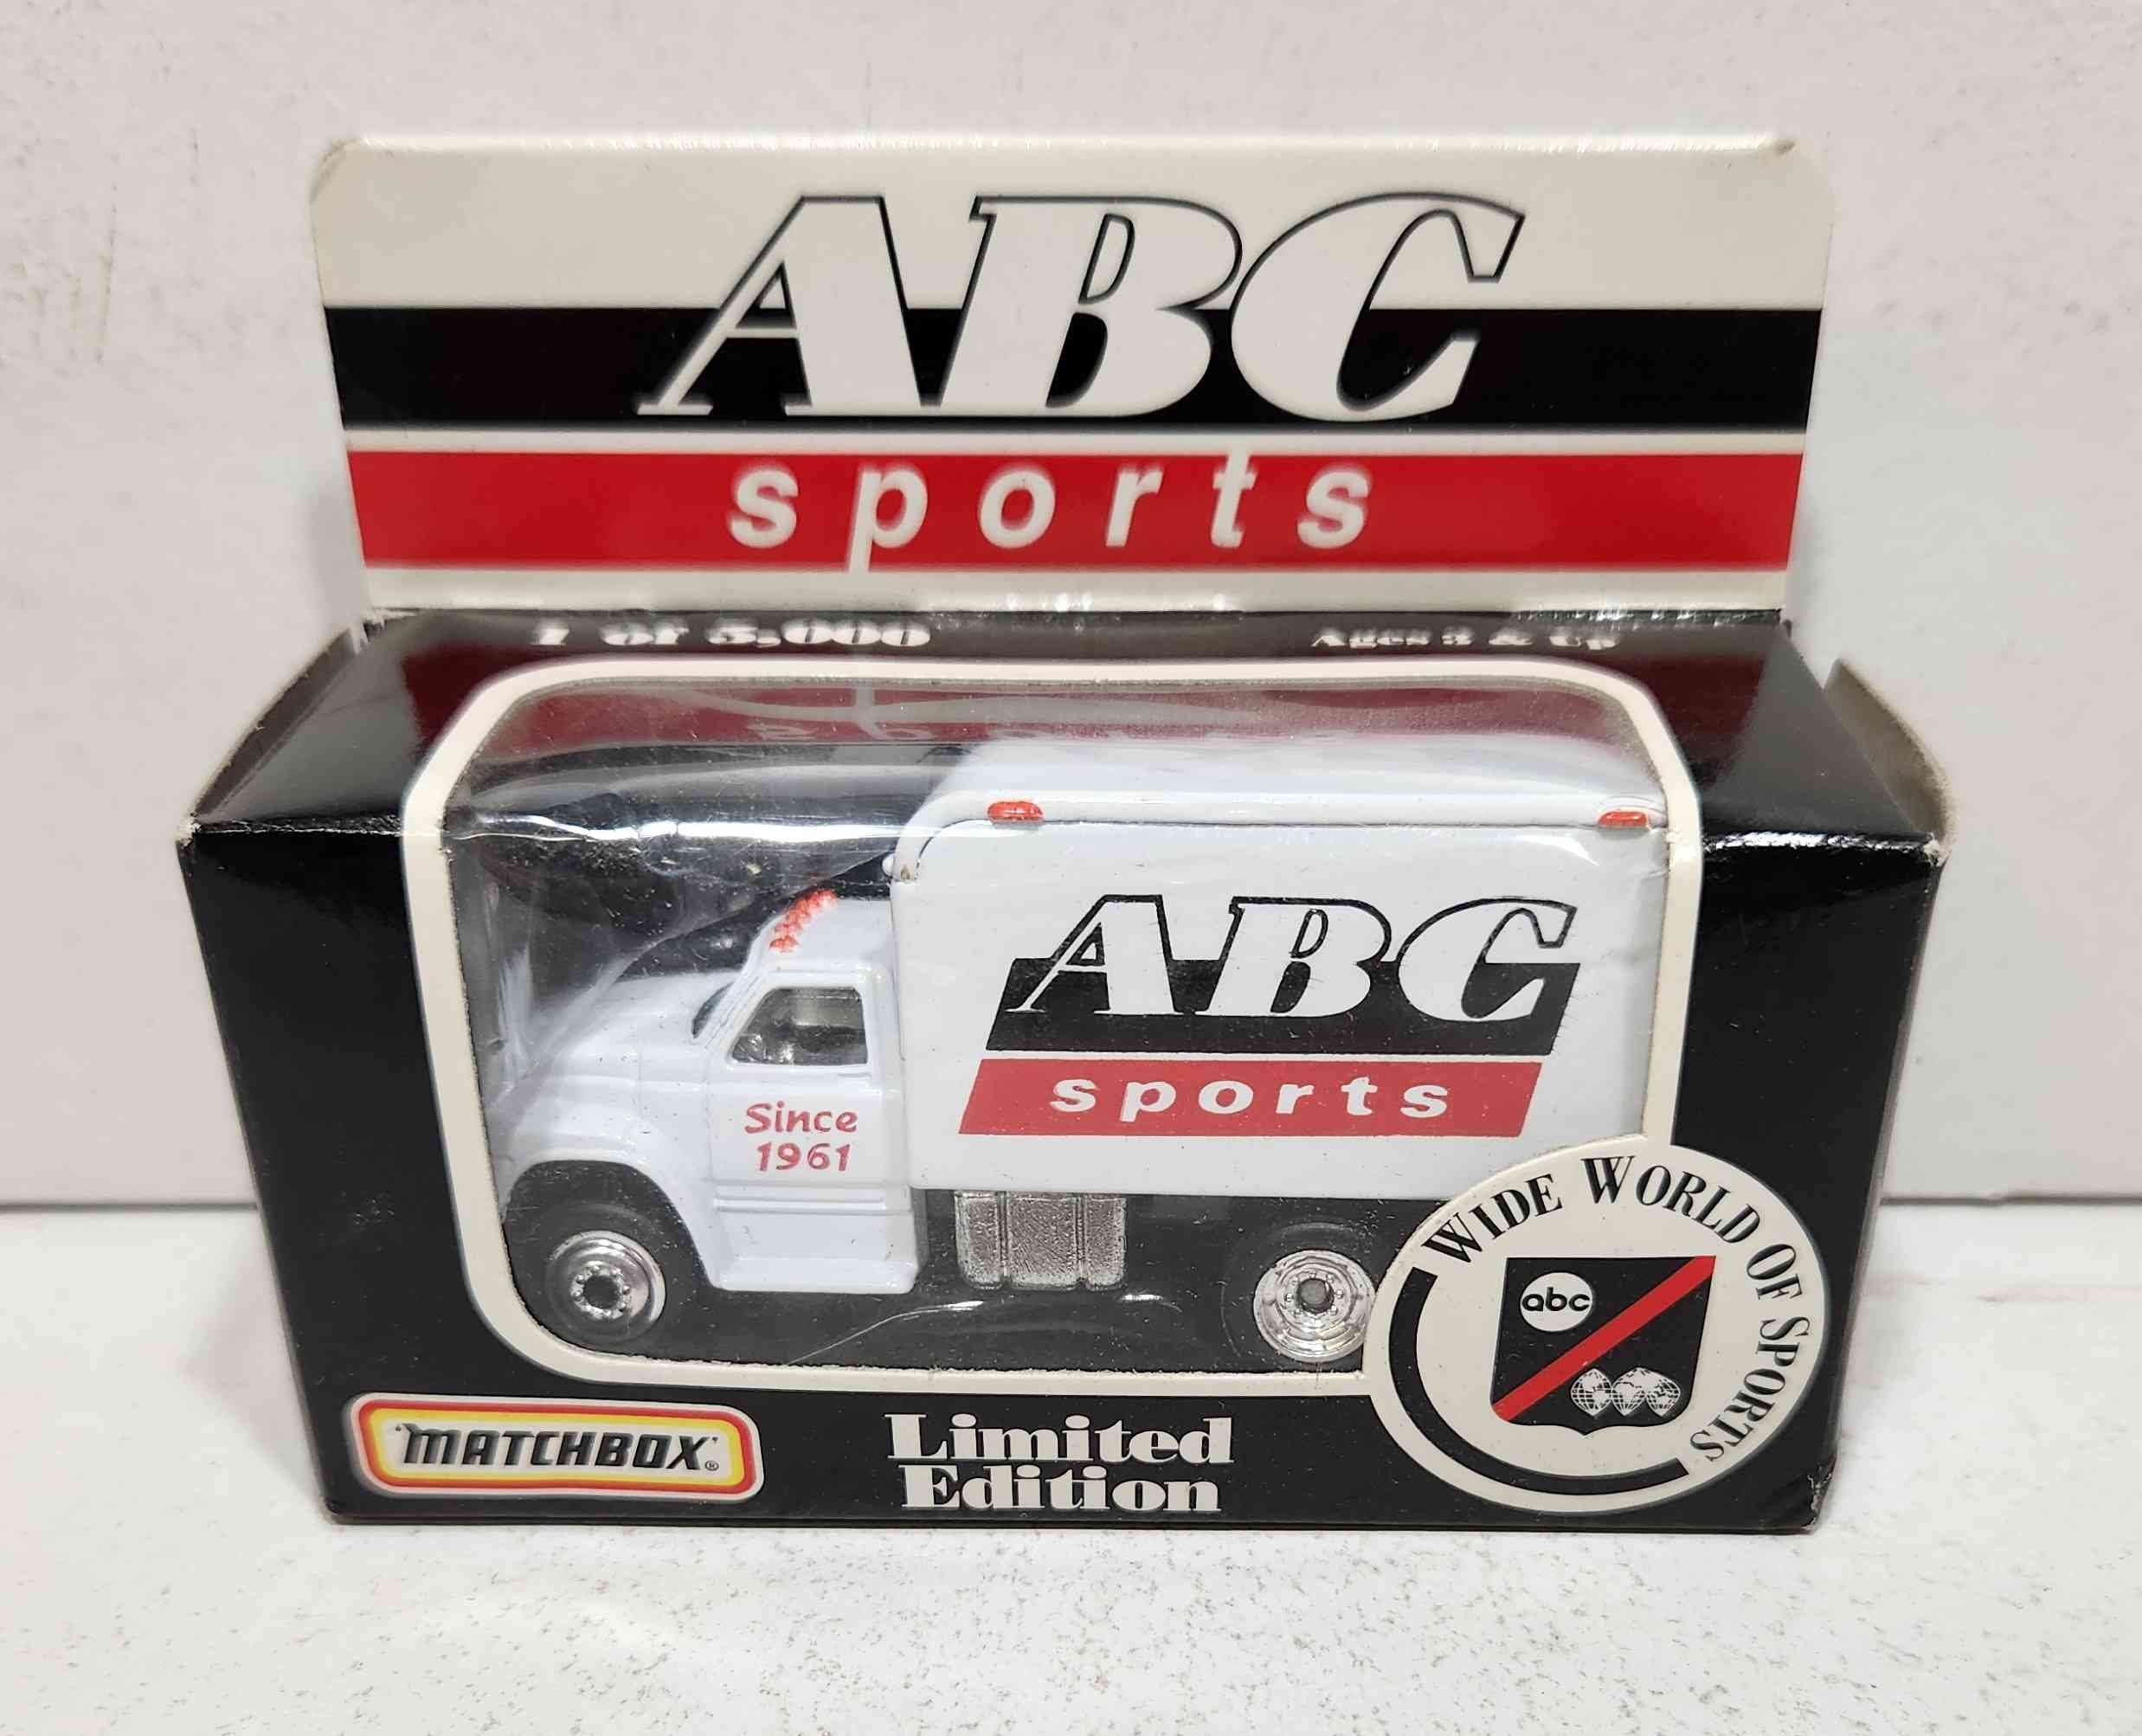 ABC
sports
1 of 5,000 Ages 3 & Up
ABC
sports
Since
1961
WIDE WORLD OF SPORTS
abc
MATCHBOX®
Limited
Edition